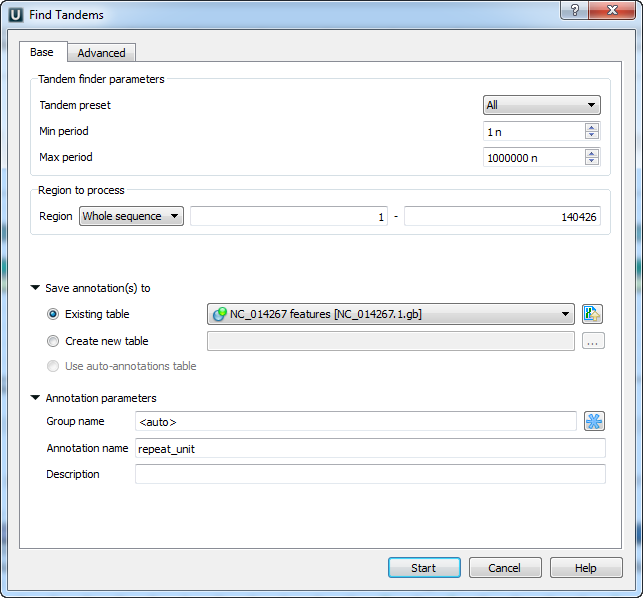 Find Tandems
?
Base Advanced
Tandem finder parameters
Tandem preset All
Min period 1 n
Max period 1000000 n
Region to process
Region Whole sequence 1 - 140426
Save annotation(s) to
Existing table NC_014267 features [NC_014267.1.gb]
Create new table ...
Use auto-annotations table
Annotation parameters
Group name <auto>
Annotation name repeat_unit
Description
Start Cancel Help